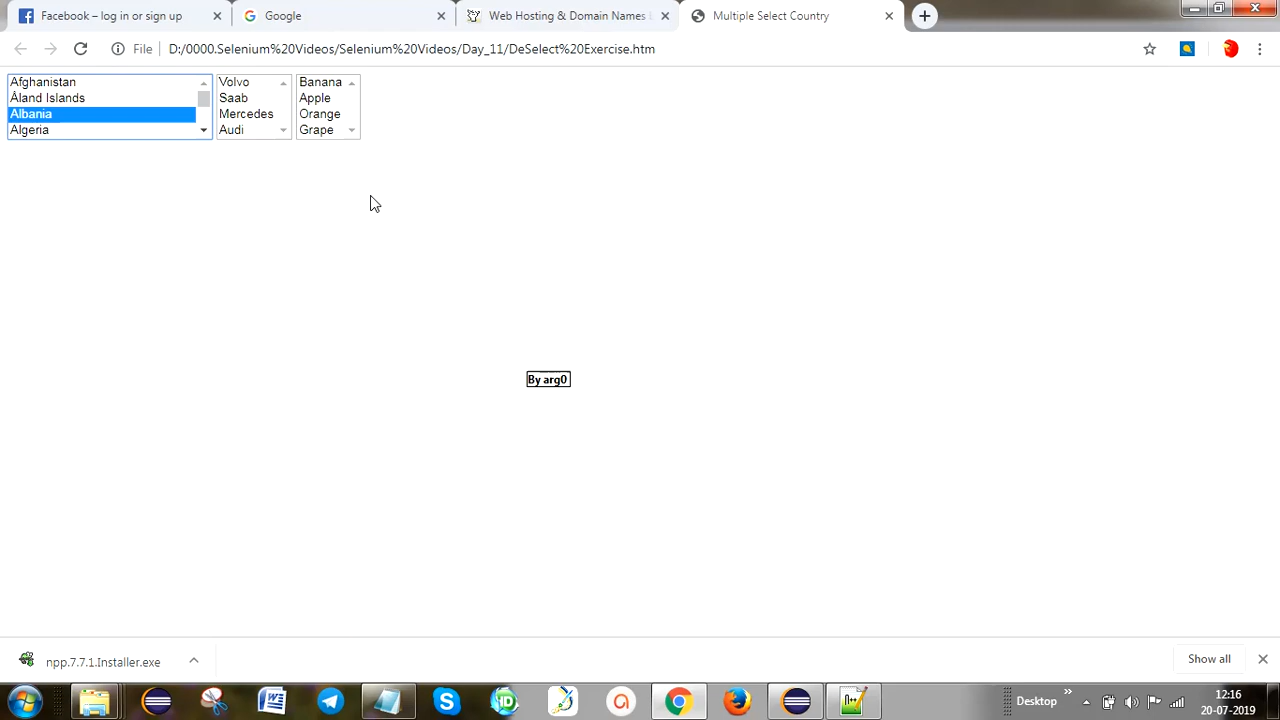 Facebook – log in or sign up
Google
Web Hosting & Domain Names
Multiple Select Country
File
D:/0000.Selenium%20Videos/Selenium%20Videos/Day_11/DeSelect%20Exercise.htm
Afghanistan
Åland Islands
Albania
Algeria
Volvo
Saab
Mercedes
Audi
Banana
Apple
Orange
Grape
By arg0
npp.7.7.1.Installer.exe
Show all
Desktop
12:16
20-07-2019